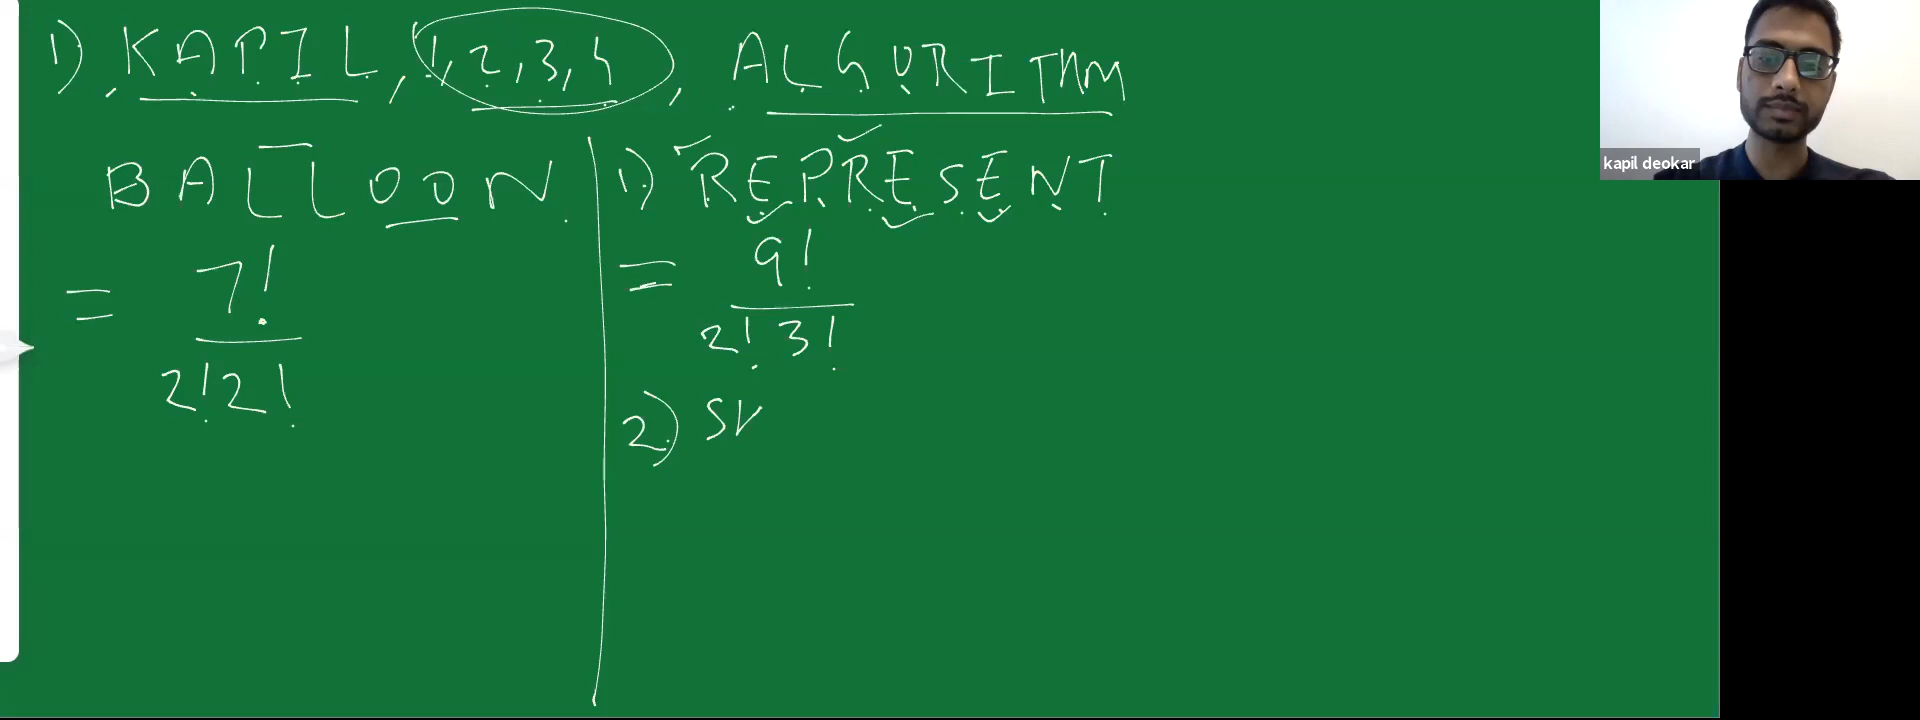 1) KAPIL, 1, 2, 3, 4, ALGORITHM
BALLOON
= 7!
2!2!
1) REPRESENT
= 9!
2! 3!
2)
kapil deokar